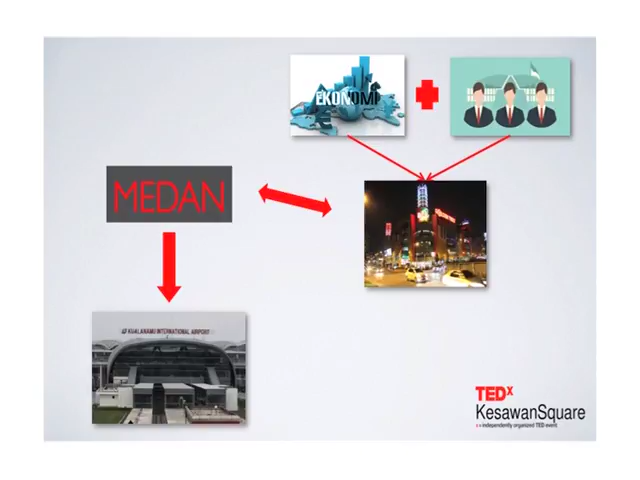 EKONOMI
MEDAN
KUALANAMU INTERNATIONAL AIRPORT
TEDx
KesawanSquare
x = independently organized TED event